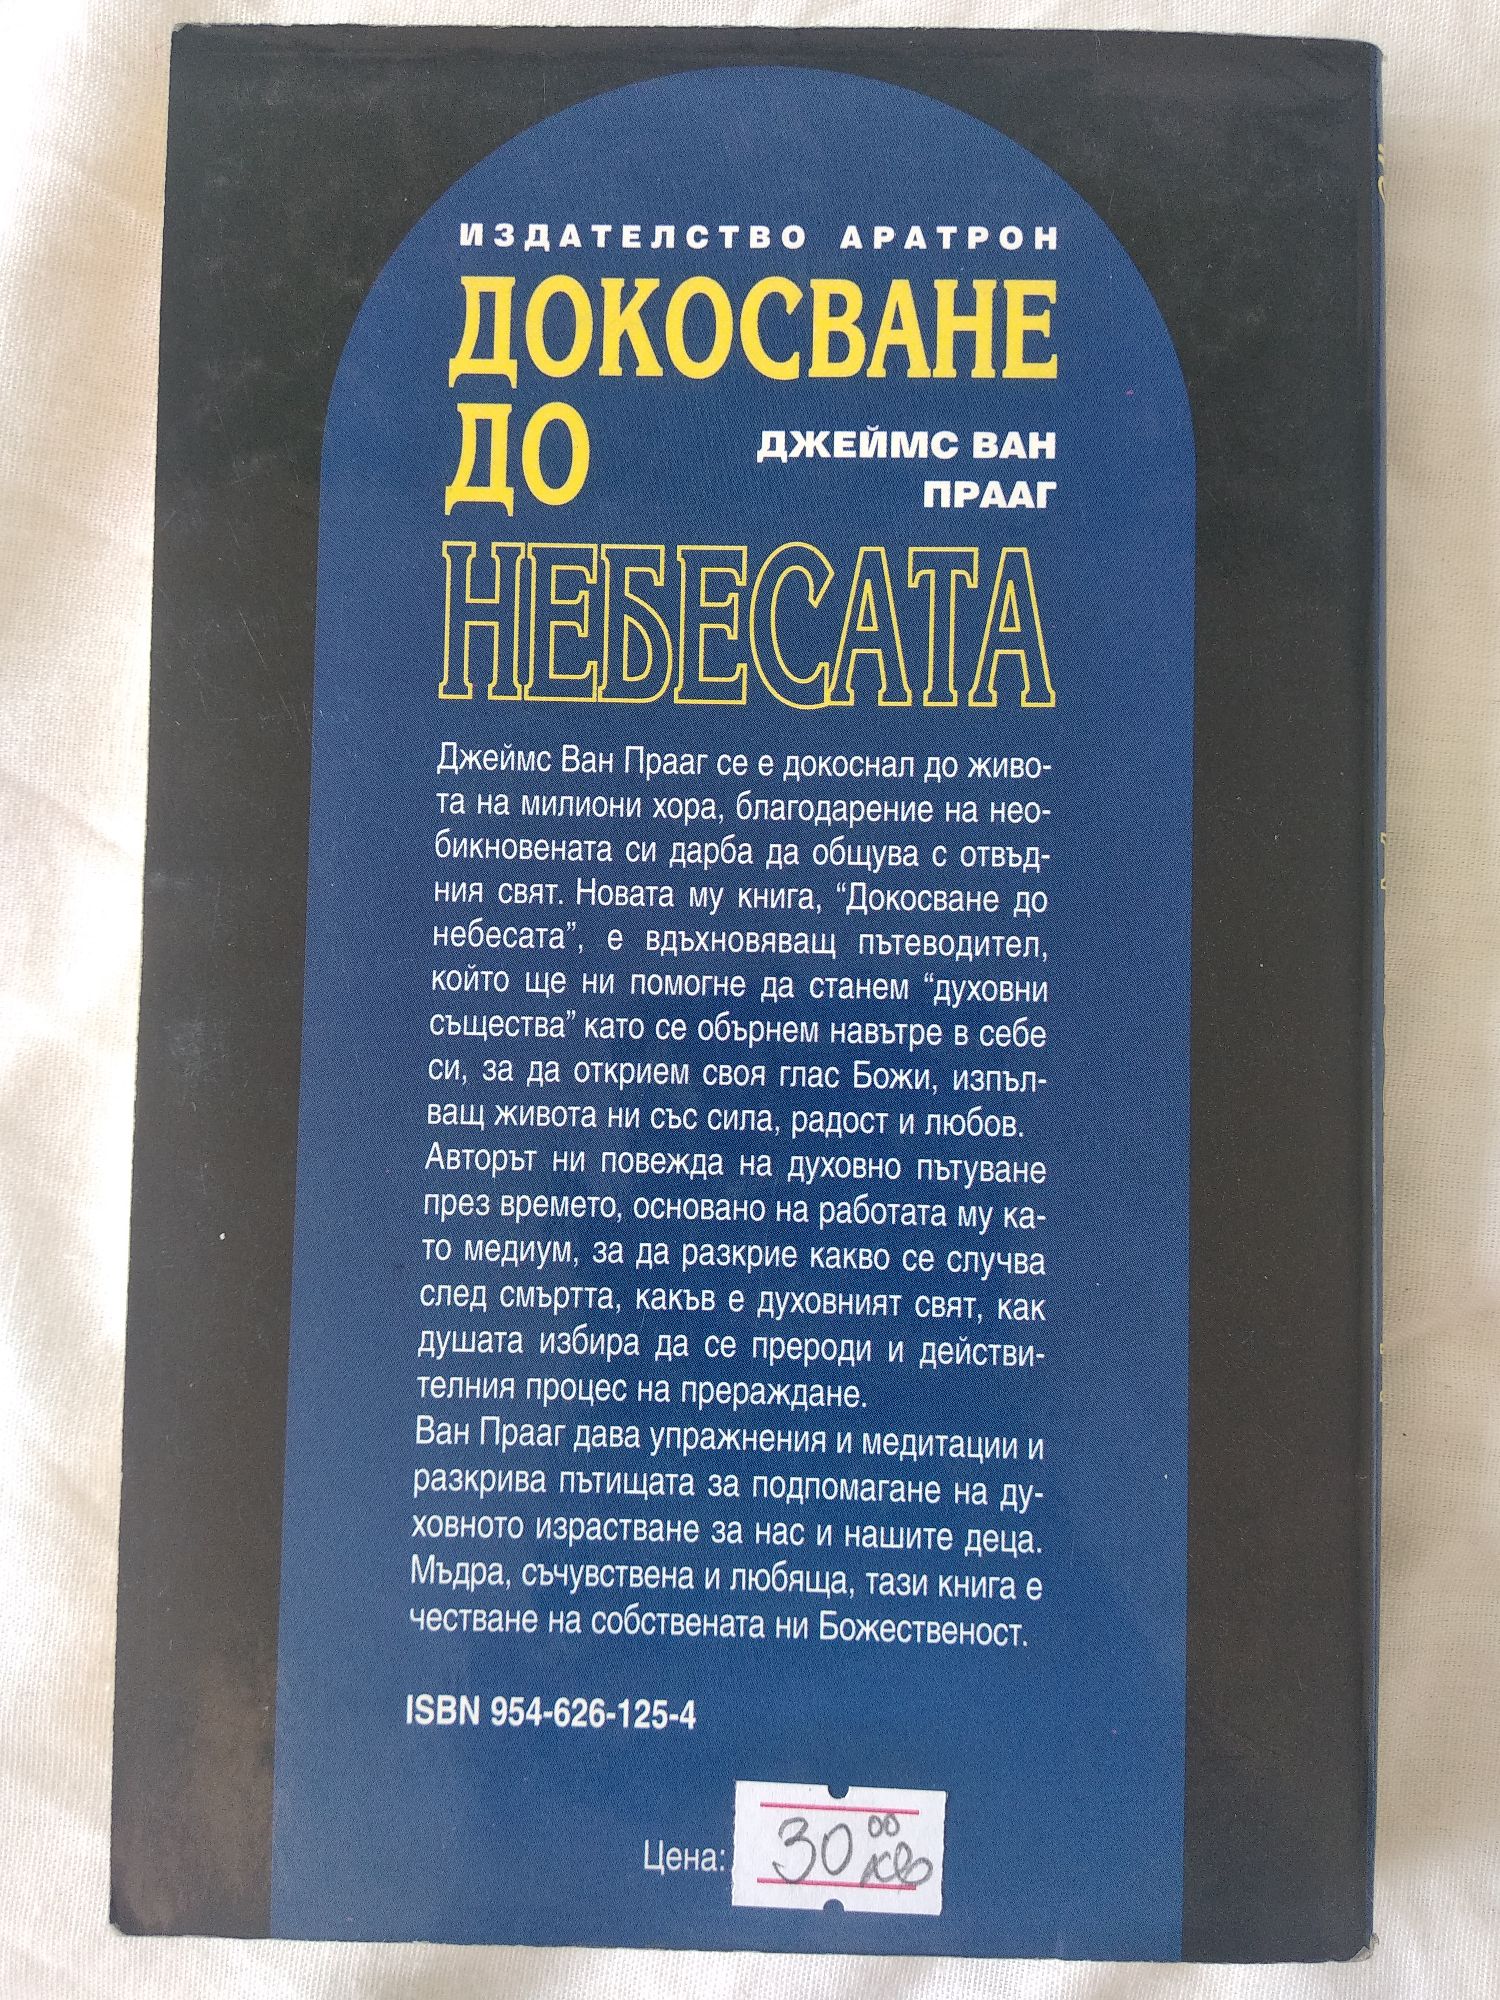 ИЗДАТЕЛСТВО АРАТРОН
ДОКОСВАНЕ
ДО
ДЖЕЙМС ВАН
ПРААГ
НЕБЕСАТА
Джеймс Ван Прааг се е докоснал до живо-
та на милиони хора, благодарение на нео-
бикновената си дарба да общува с отвъд-
ния свят. Новата му книга, “Докосване до
небесата”, е вдъхновяващ пътеводител,
който ще ни помогне да станем “духовни
същества” като се обърнем навътре в себе
си, за да открием своя глас Божи, изпъл-
ващ живота ни със сила, радост и любов.
Авторът ни повежда на духовно пътуване
през времето, основано на работата му ка-
то медиум, за да разкрие какво се случва
след смъртта, какъв е духовният свят, как
душата избира да се прероди и действи-
телния процес на прераждане.
Ван Прааг дава упражнения и медитации и
разкрива пътищата за подпомагане на ду-
ховното израстване за нас и нашите деца.
Мъдра, съчувствена и любяща, тази книга е
честване на собствената ни Божественост.
ISBN 954-626-125-4
Цена: 30 00 лв